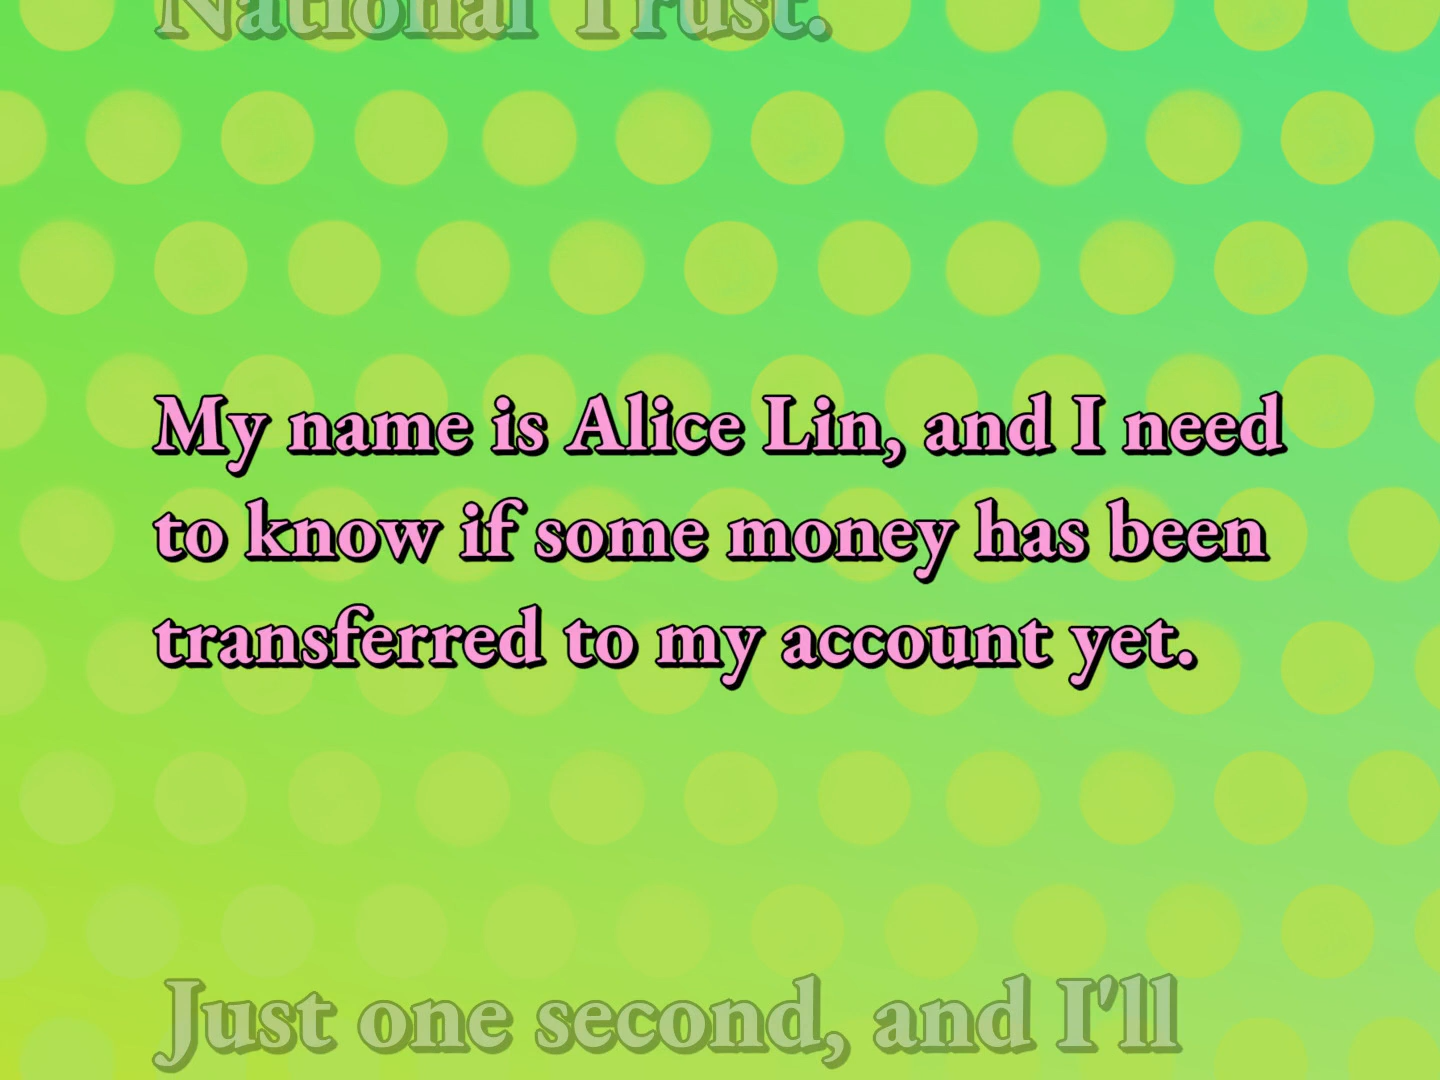 National Trust.
My name is Alice Lin, and I need
to know if some money has been
transferred to my account yet.
Just one second, and I'll